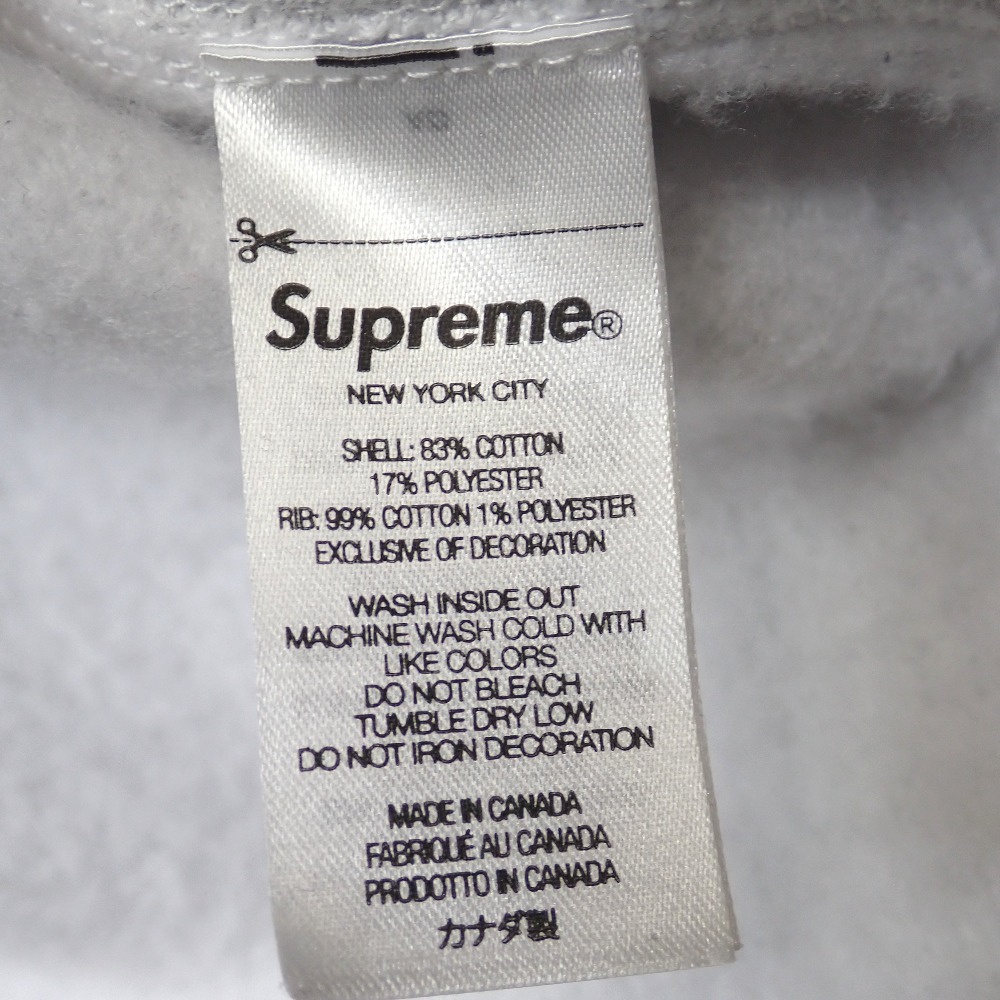 Supreme®
NEW YORK CITY
SHELL: 83% COTTON
17% POLYESTER
RIB: 99% COTTON 1% POLYESTER
EXCLUSIVE OF DECORATION
WASH INSIDE OUT
MACHINE WASH COLD WITH
LIKE COLORS
DO NOT BLEACH
TUMBLE DRY LOW
DO NOT IRON DECORATION
MADE IN CANADA
FABRIQUÉ AU CANADA
PRODOTTO IN CANADA
カナダ製